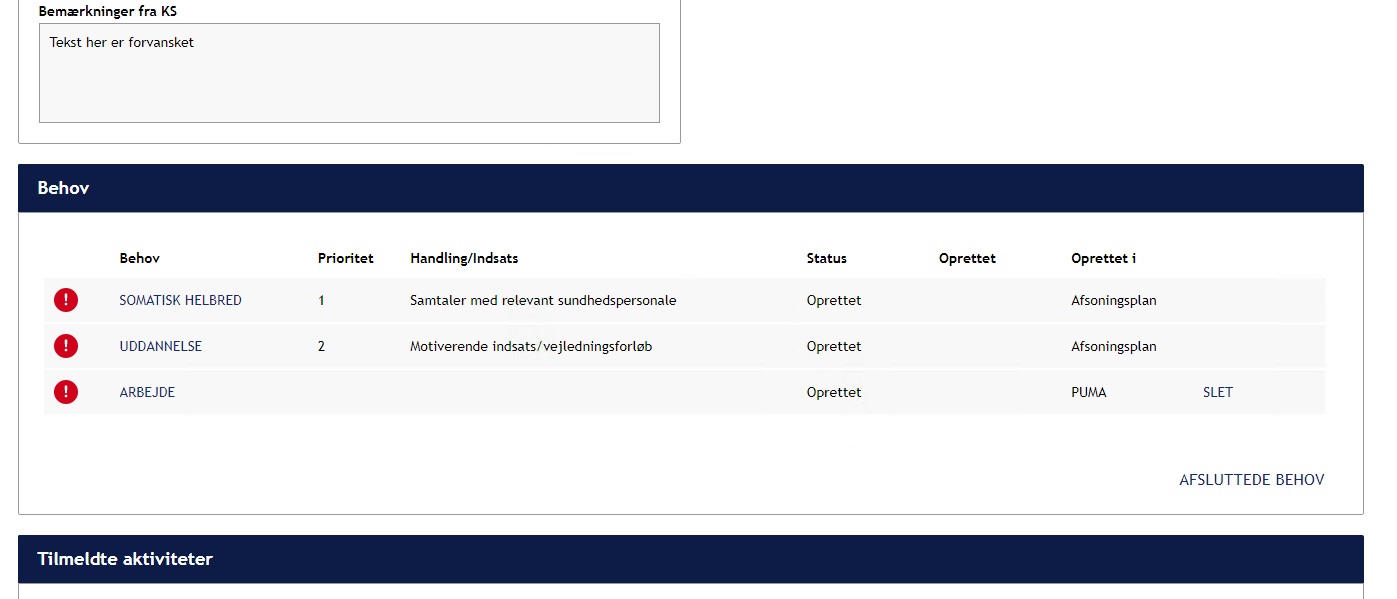 Bemærkninger fra KS
Tekst her er forvansket
Behov
Behov Prioritet Handling/Indsats Status Oprettet Oprettet i
! SOMATISK HELBRED 1 Samtaler med relevant sundhedspersonale Oprettet Afsoningsplan
! UDDANNELSE 2 Motiverende indsats/vejledningsforløb Oprettet Afsoningsplan
! ARBEJDE Oprettet PUMA SLET
AFSLUTTEDE BEHOV
Tilmeldte aktiviteter